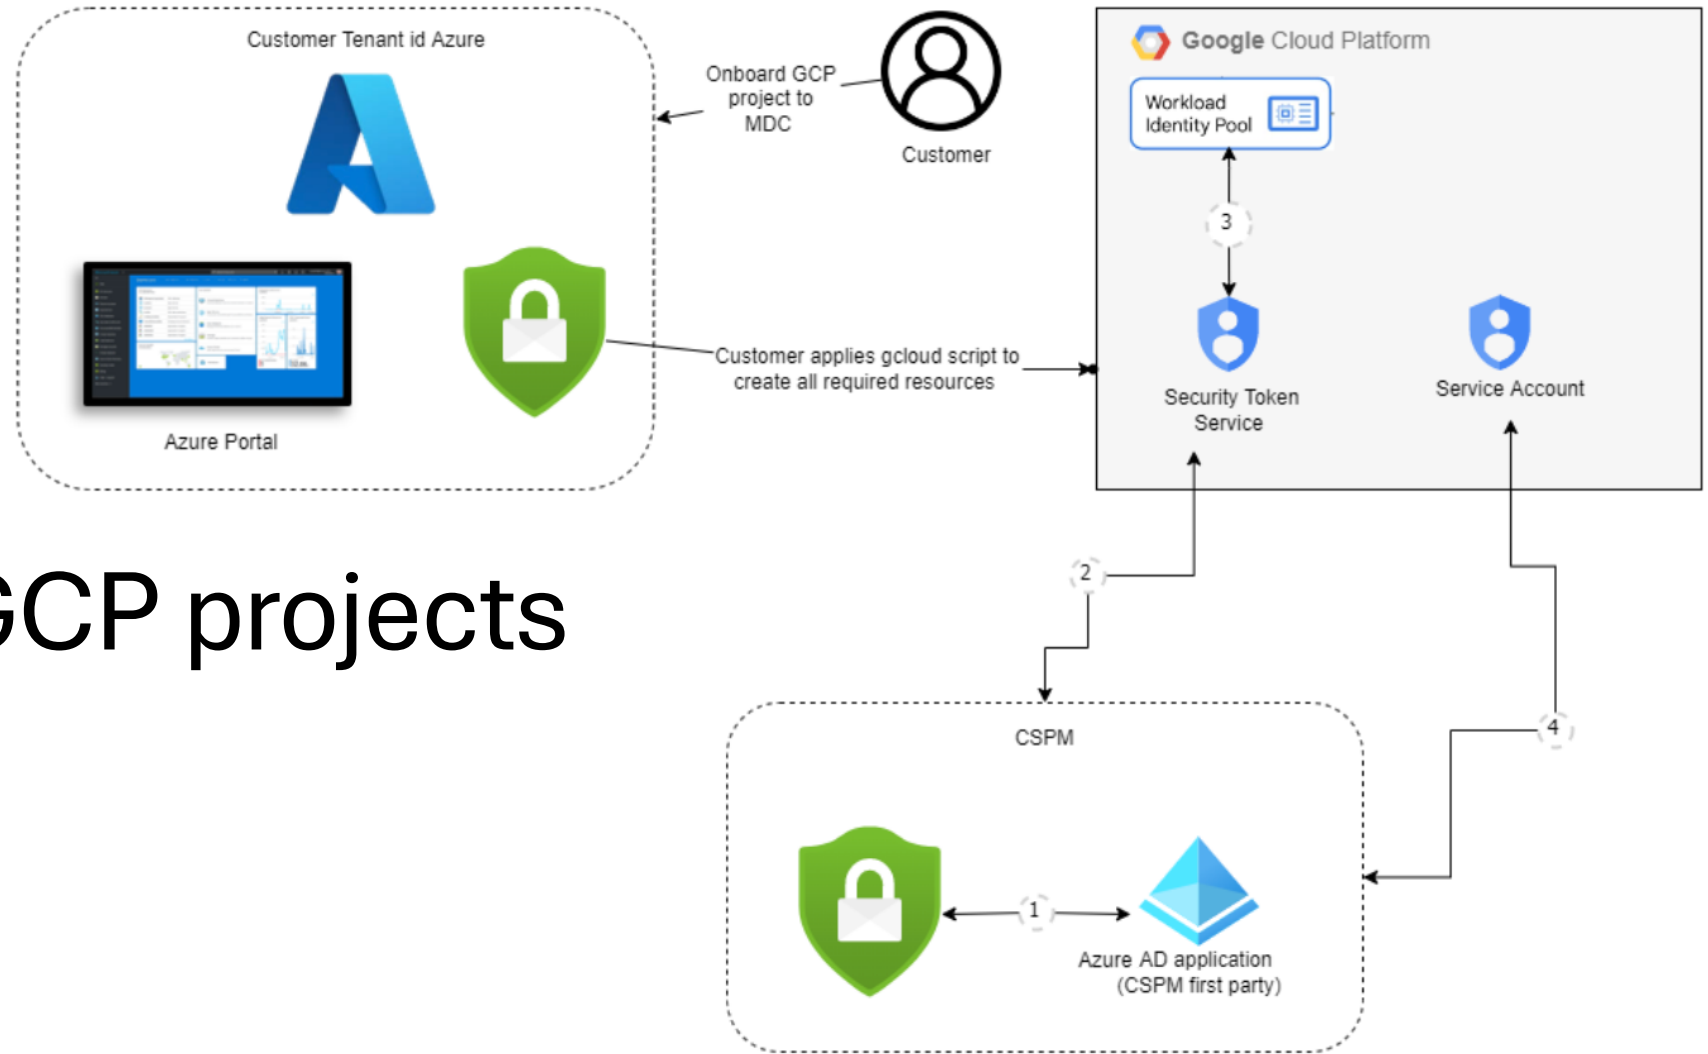 Customer Tenant id Azure
Onboard GCP
project to
MDC
Customer
Google Cloud Platform
Workload
Identity Pool
3
Customer applies gcloud script to
create all required resources
Security Token
Service
Service Account
Azure Portal
GCP projects
2
4
CSPM
1
Azure AD application
(CSPM first party)